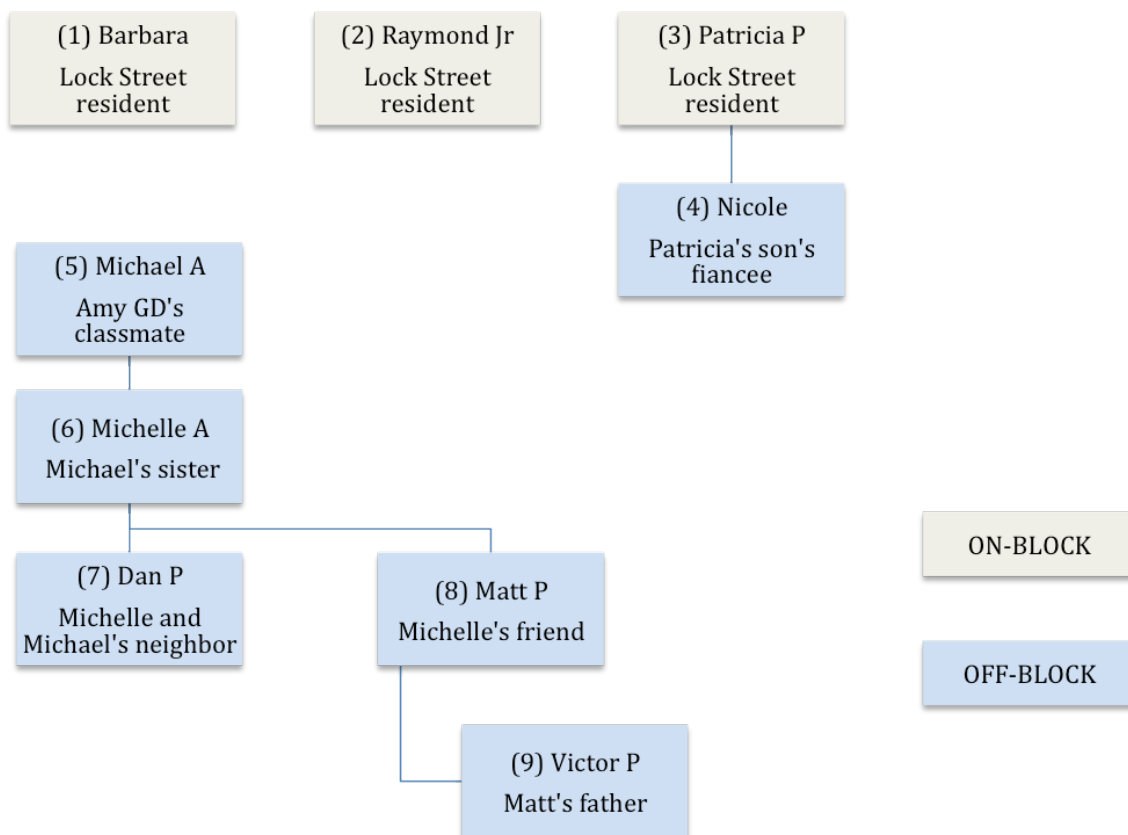 (1) Barbara
Lock Street
resident
(2) Raymond Jr
Lock Street
resident
(3) Patricia P
Lock Street
resident
(4) Nicole
Patricia's son's
fiancee
(5) Michael A
Amy GD's
classmate
(6) Michelle A
Michael's sister
(7) Dan P
Michelle and
Michael's neighbor
(8) Matt P
Michelle's friend
(9) Victor P
Matt's father
ON-BLOCK
OFF-BLOCK